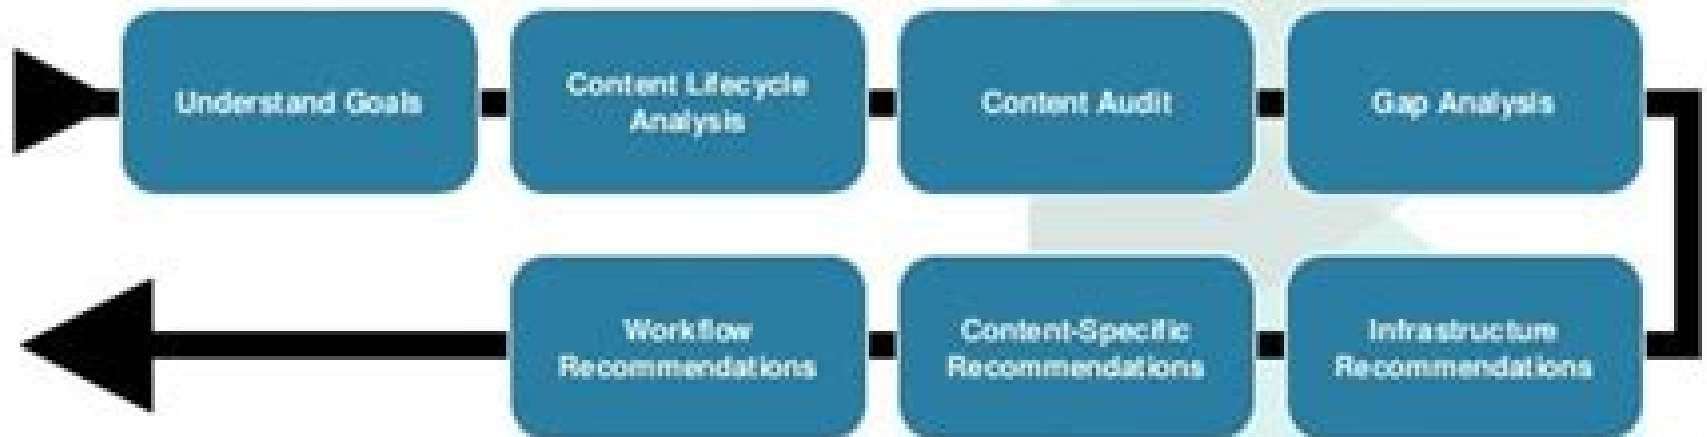 Understand Goals
Content Lifecycle
Analysis
Content Audit
Gap Analysis
Infrastructure
Recommendations
Content-Specific
Recommendations
Workflow
Recommendations